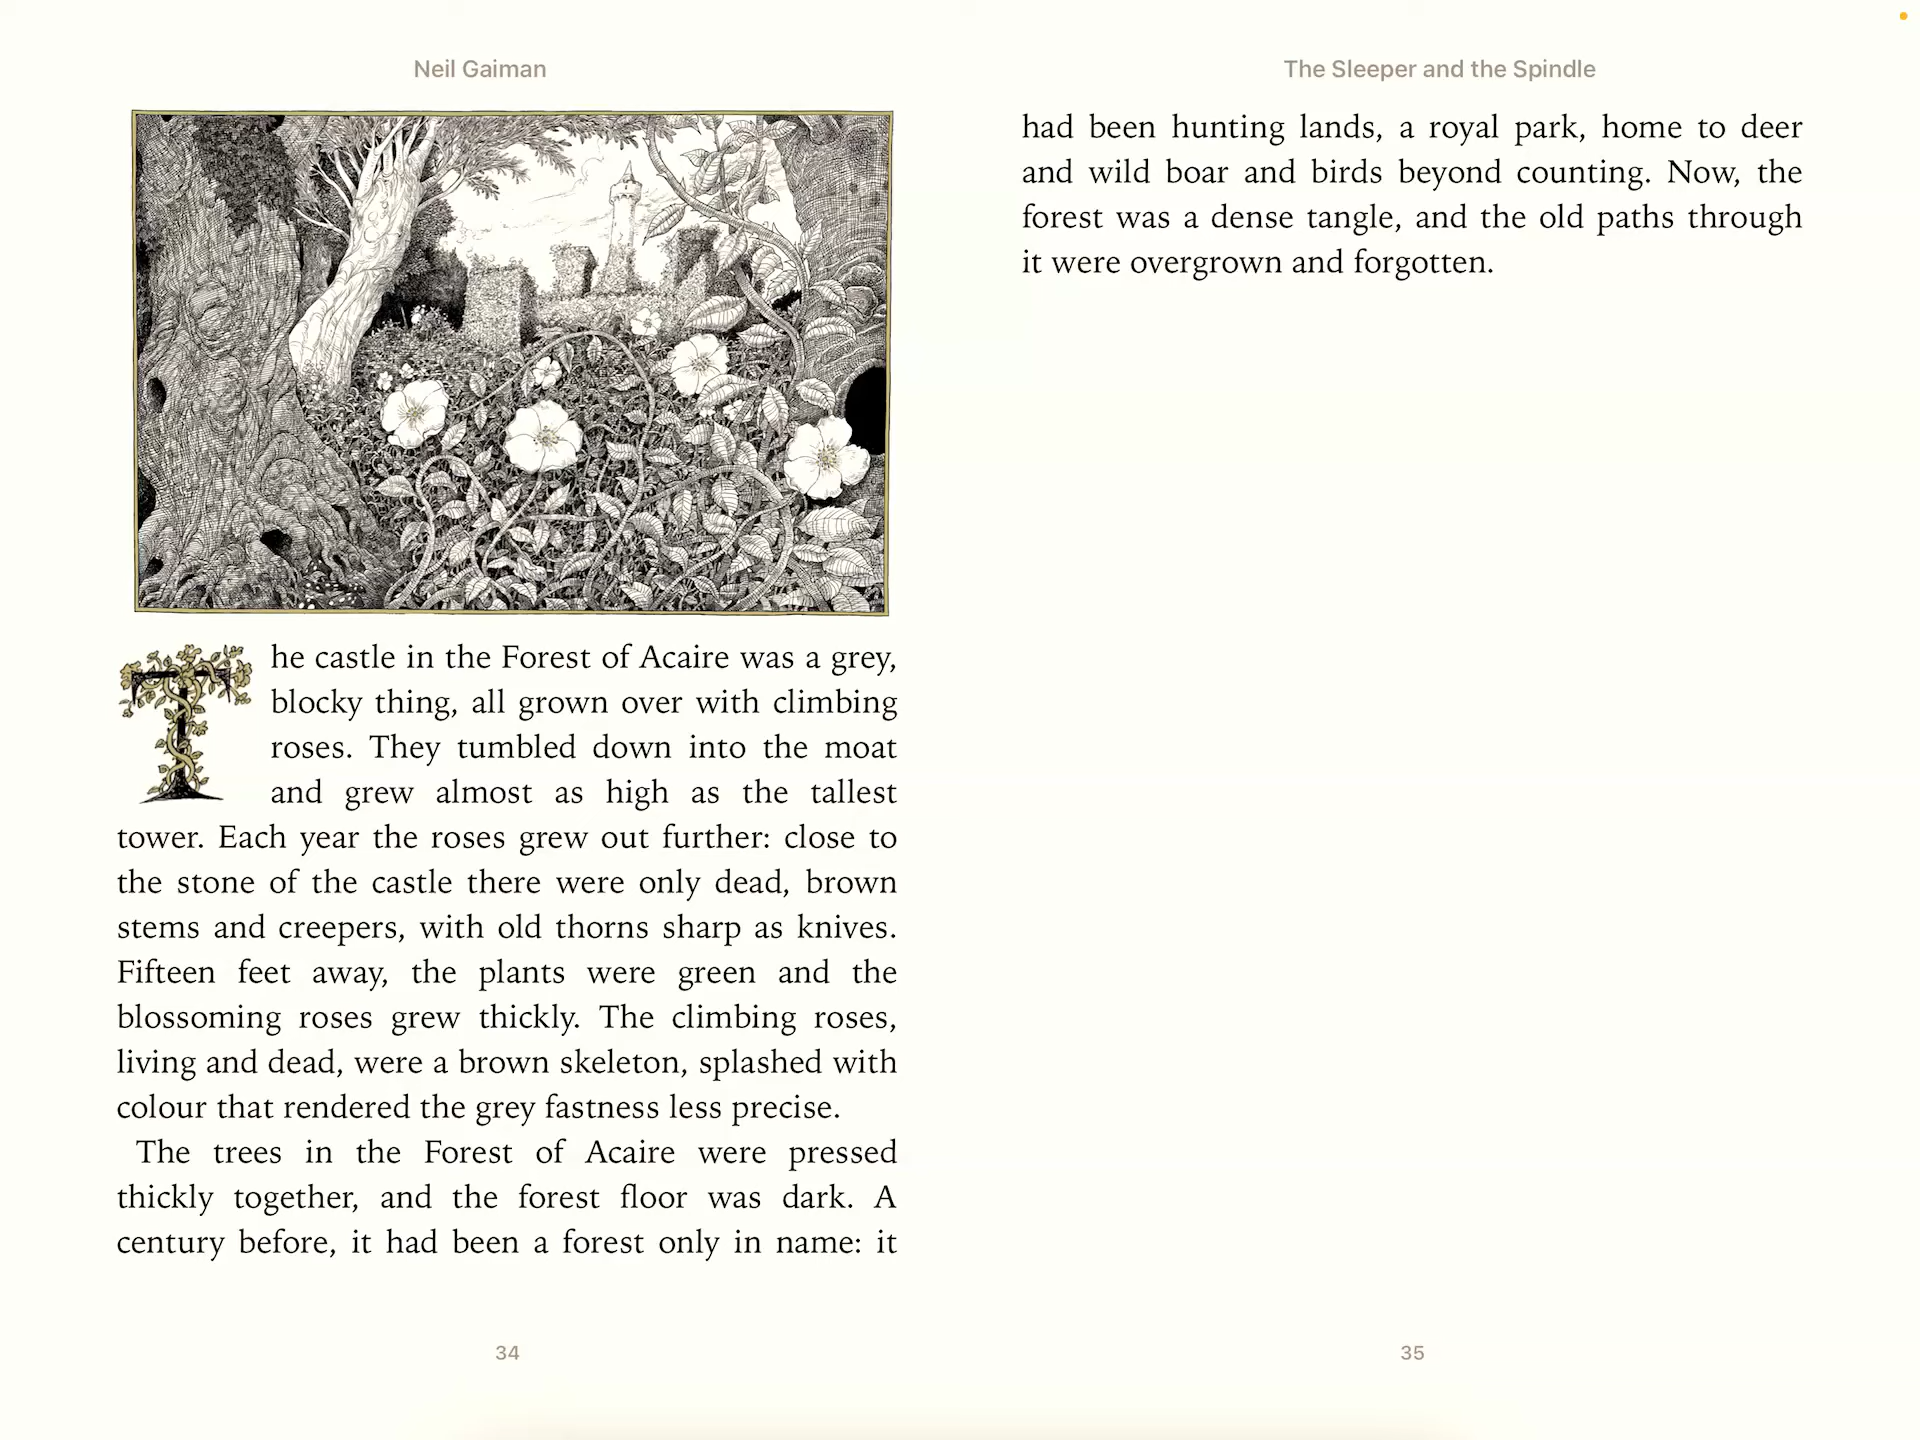 Neil Gaiman
The castle in the Forest of Acaire was a grey,
blocky thing, all grown over with climbing
roses. They tumbled down into the moat
and grew almost as high as the tallest
tower. Each year the roses grew out further: close to
the stone of the castle there were only dead, brown
stems and creepers, with old thorns sharp as knives.
Fifteen feet away, the plants were green and the
blossoming roses grew thickly. The climbing roses,
living and dead, were a brown skeleton, splashed with
colour that rendered the grey fastness less precise.
The trees in the Forest of Acaire were pressed
thickly together, and the forest floor was dark. A
century before, it had been a forest only in name: it
34
The Sleeper and the Spindle
had been hunting lands, a royal park, home to deer
and wild boar and birds beyond counting. Now, the
forest was a dense tangle, and the old paths through
it were overgrown and forgotten.
35